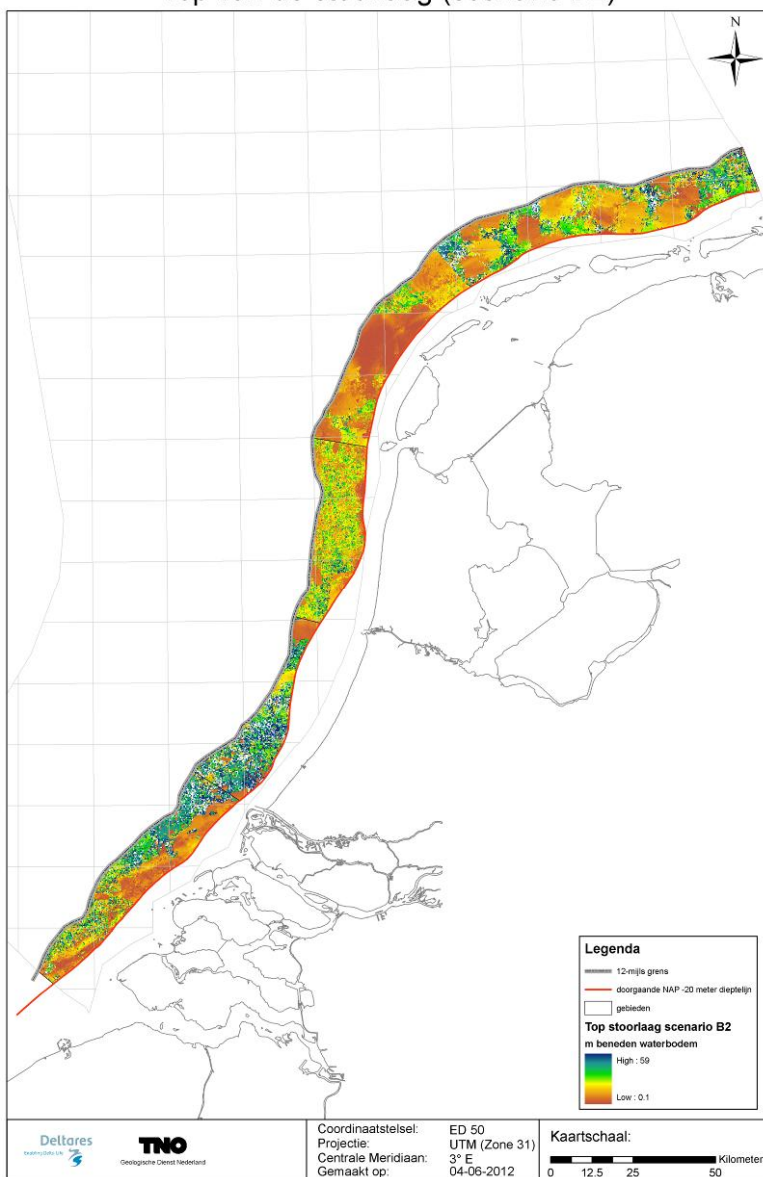 N
Legenda
12-mijls grens
doorgaande NAP -20 meter dieptelijn
gebieden
Top stoorlaag scenario B2
m beneden waterbodem
High : 59
Low : 0.1
Deltares
TNO
Geologische Dienst Nederland
Coordinaatstelsel: ED 50
Projectie: UTM (Zone 31)
Centrale Meridiaan: 3° E
Gemaakt op: 04-06-2012
Kaartschaal:
Kilometer
0 12.5 25 50